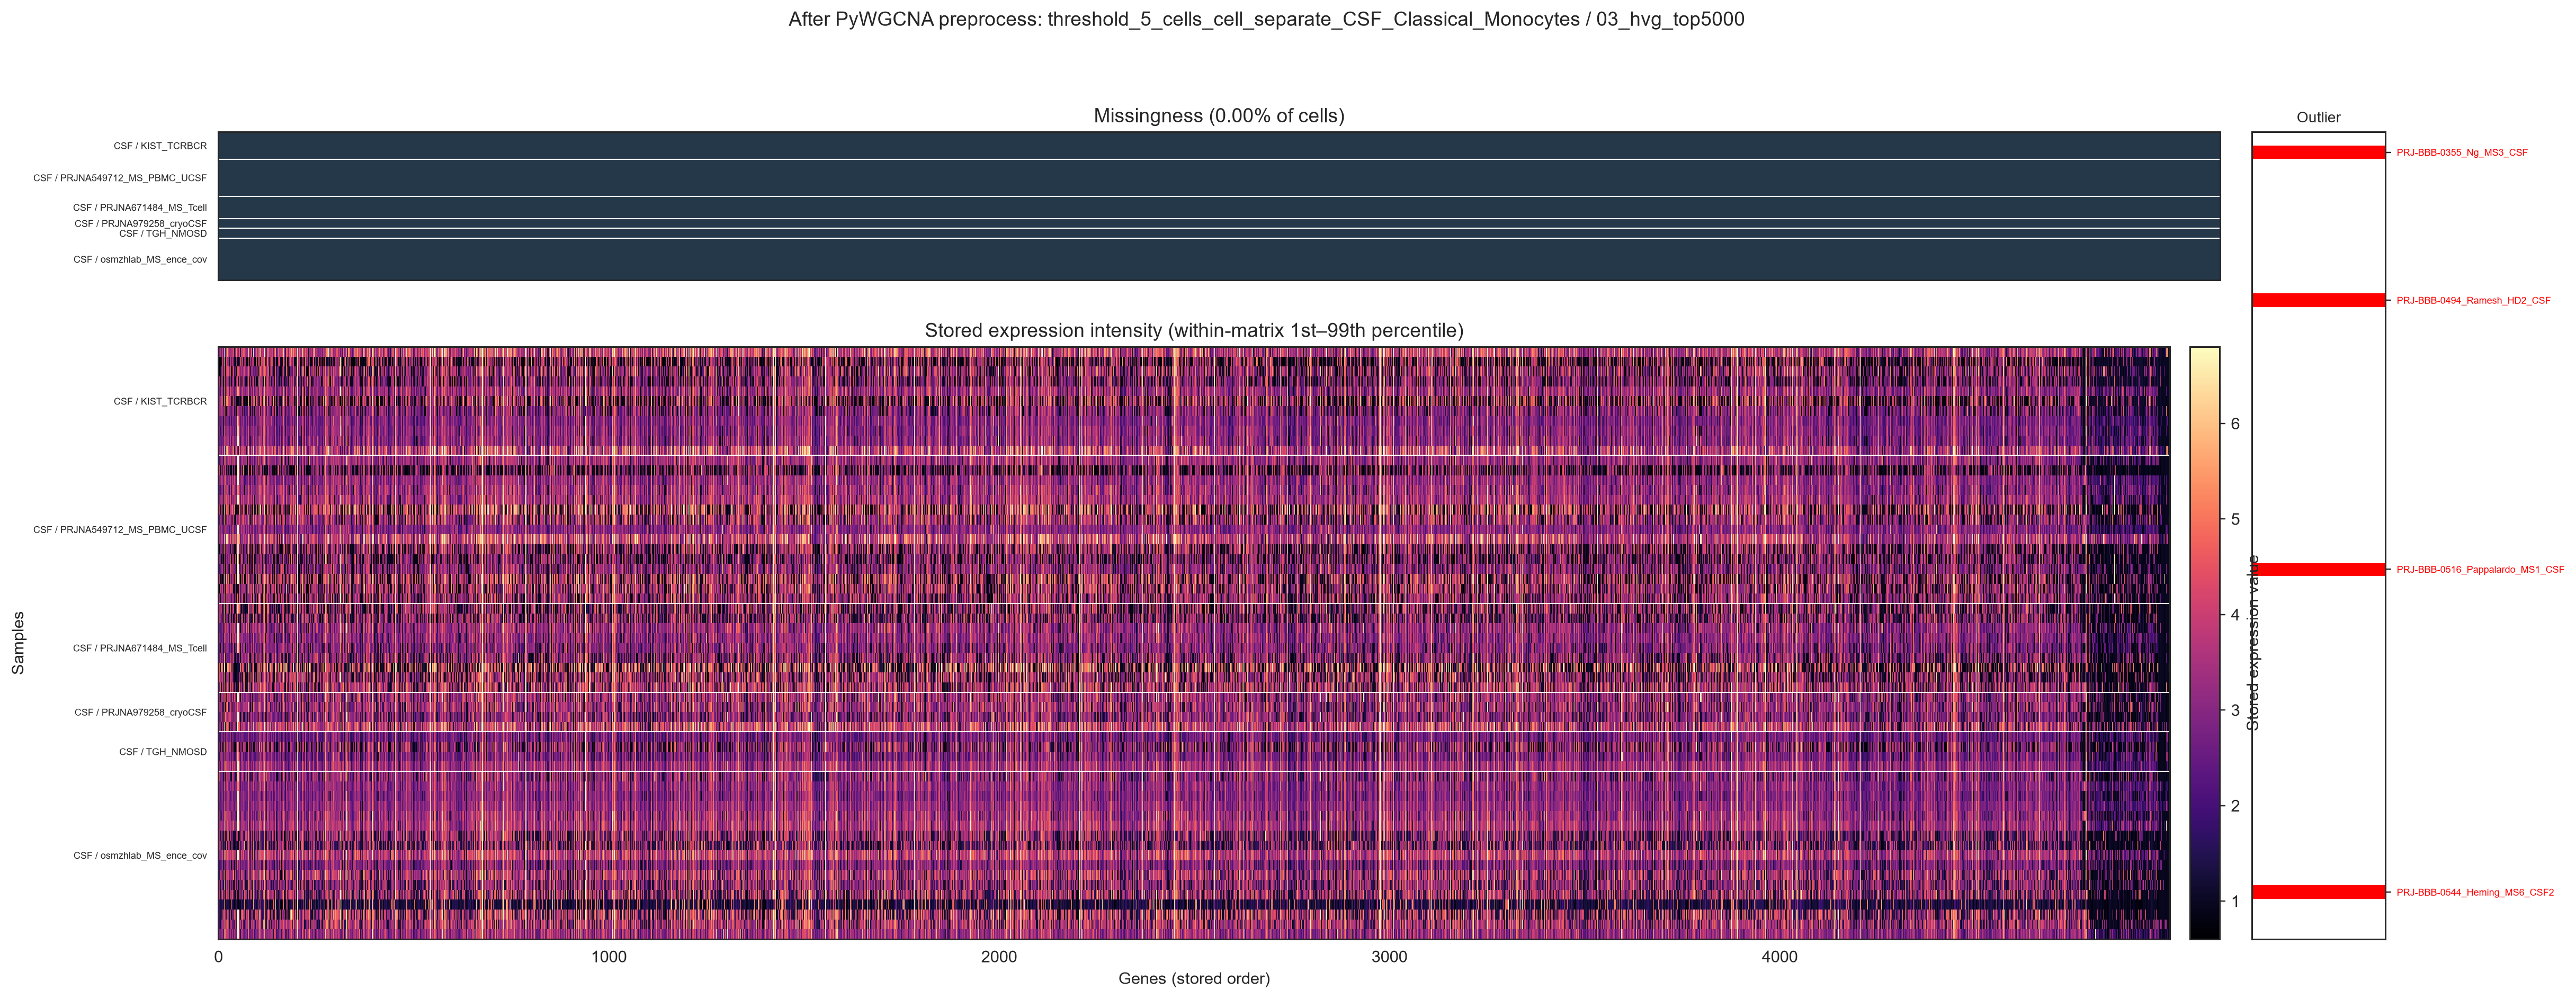 After PyWGCNA preprocess: threshold_5_cells_cell_separate_CSF_Classical_Monocytes / 03_hvg_top5000
Missingness (0.00% of cells)
Outlier
CSF / KIST_TCRBCR
CSF / PRJNA549712_MS_PBMC_UCSF
CSF / PRJNA671484_MS_Tcell
CSF / PRJNA979258_cryoCSF
CSF / TGH_NMOSD
CSF / osmzhlab_MS_ence_cov
PRJ-BBB-0355_Ng_MS3_CSF
PRJ-BBB-0494_Ramesh_HD2_CSF
PRJ-BBB-0516_Pappalardo_MS1_CSF
PRJ-BBB-0544_Heming_MS6_CSF2
Stored expression intensity (within-matrix 1st–99th percentile)
Samples
CSF / KIST_TCRBCR
CSF / PRJNA549712_MS_PBMC_UCSF
CSF / PRJNA671484_MS_Tcell
CSF / PRJNA979258_cryoCSF
CSF / TGH_NMOSD
CSF / osmzhlab_MS_ence_cov
6
5
4
3
2
1
Stored expression value
0
1000
2000
3000
4000
Genes (stored order)